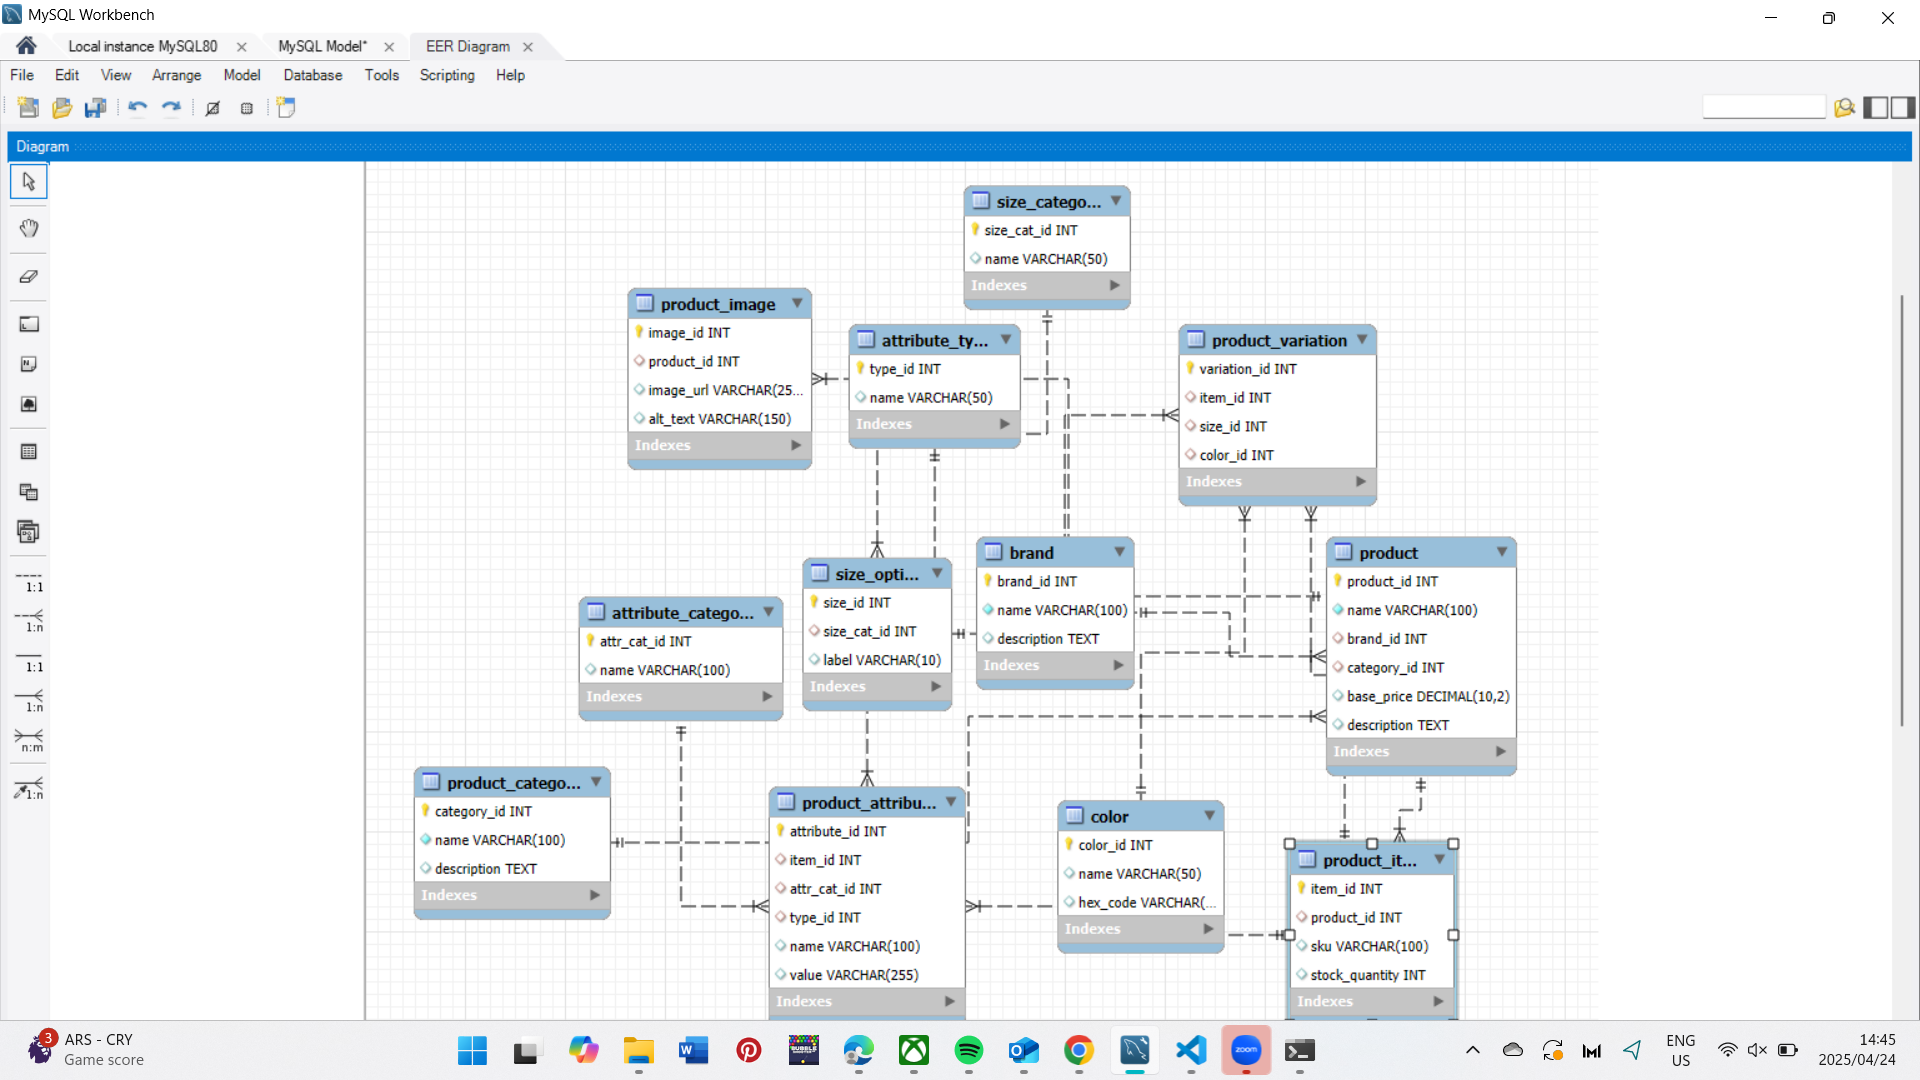 MySQL Workbench
Local instance MySQL80
MySQL Model*
EER Diagram
File Edit View Arrange Model Database Tools Scripting Help
Diagram
1:1
1:n
1:1
1:n
n:m
1:n
size_catego...
size_cat_id INT
name VARCHAR(50)
Indexes
product_image
image_id INT
product_id INT
image_url VARCHAR(25...
alt_text VARCHAR(150)
Indexes
attribute_ty...
type_id INT
name VARCHAR(50)
Indexes
product_variation
variation_id INT
item_id INT
size_id INT
color_id INT
Indexes
brand
brand_id INT
name VARCHAR(100)
description TEXT
Indexes
product
product_id INT
name VARCHAR(100)
brand_id INT
category_id INT
base_price DECIMAL(10,2)
description TEXT
Indexes
size_opti...
size_id INT
size_cat_id INT
label VARCHAR(10)
Indexes
attribute_catego...
attr_cat_id INT
name VARCHAR(100)
Indexes
product_catego...
category_id INT
name VARCHAR(100)
description TEXT
Indexes
product_attribu...
attribute_id INT
item_id INT
attr_cat_id INT
type_id INT
name VARCHAR(100)
value VARCHAR(255)
Indexes
color
color_id INT
name VARCHAR(50)
hex_code VARCHAR(...
Indexes
product_it...
item_id INT
product_id INT
sku VARCHAR(100)
stock_quantity INT
Indexes
3
ARS - CRY
Game score
zoom
ENG
US
14:45
2025/04/24